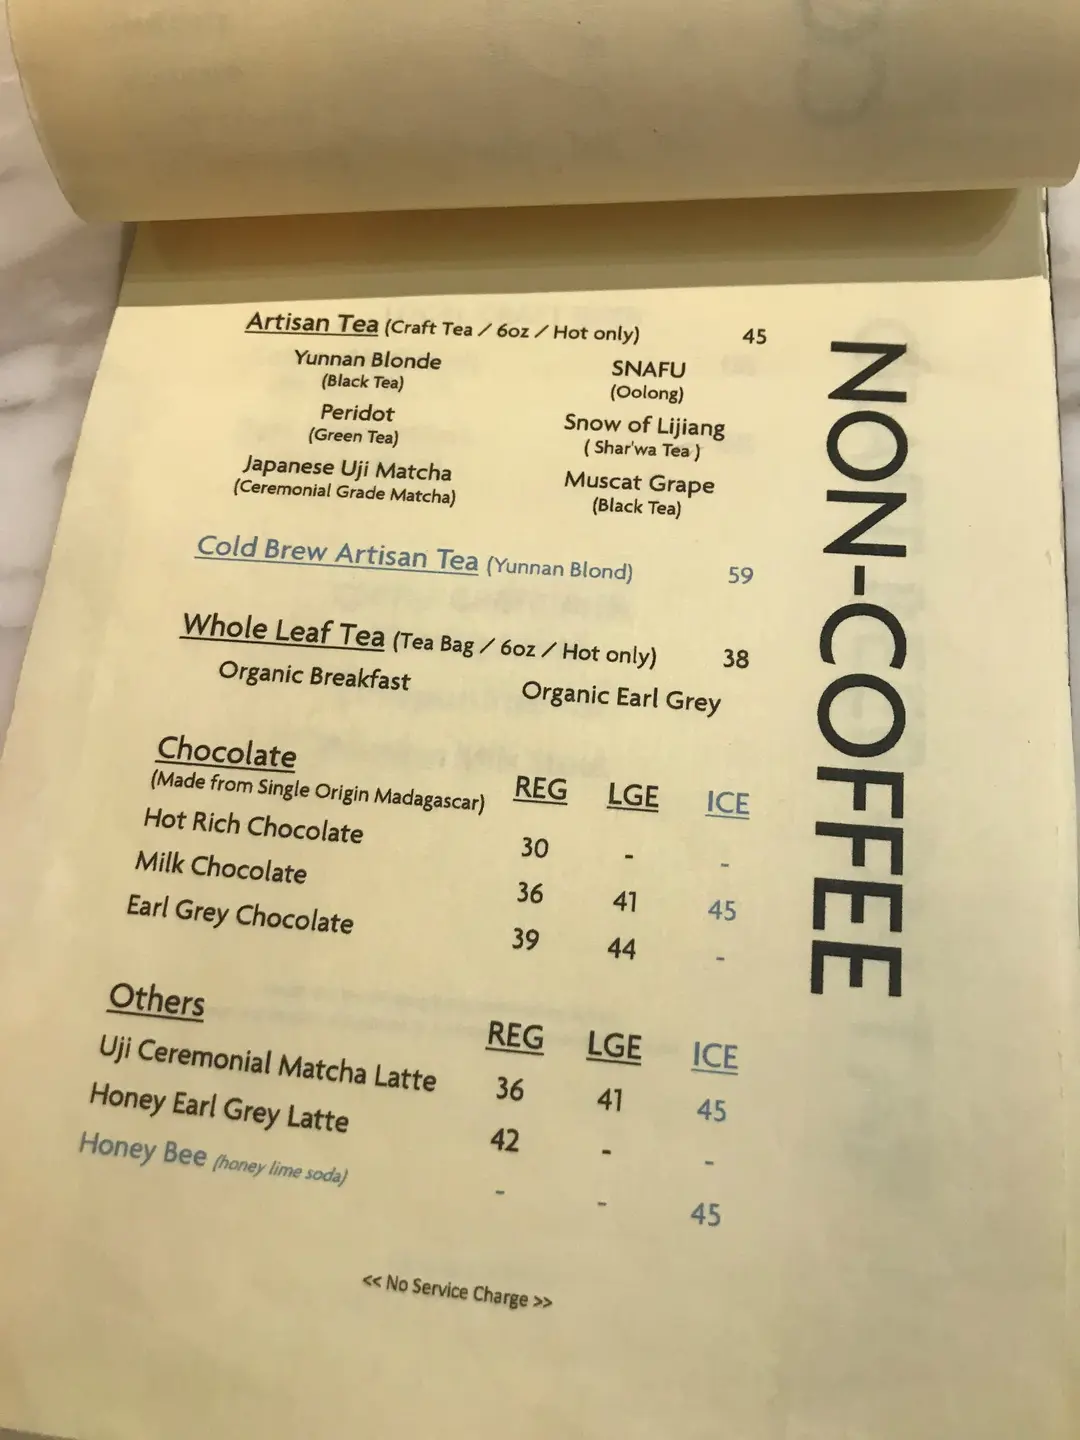 Artisan Tea (Craft Tea / 6oz / Hot only) 45
Yunnan Blonde SNAFU
(Black Tea) (Oolong)
Peridot Snow of Lijiang
(Green Tea) ( Shar'wa Tea )
Japanese Uji Matcha Muscat Grape
(Ceremonial Grade Matcha) (Black Tea)
Cold Brew Artisan Tea (Yunnan Blond) 59
Whole Leaf Tea (Tea Bag / 6oz / Hot only) 38
Organic Breakfast Organic Earl Grey
Chocolate
(Made from Single Origin Madagascar) REG LGE ICE
Hot Rich Chocolate 30 - -
Milk Chocolate 36 41 45
Earl Grey Chocolate 39 44 -
Others REG LGE ICE
Uji Ceremonial Matcha Latte 36 41 45
Honey Earl Grey Latte 42 - -
Honey Bee (honey lime soda) - - 45
<< No Service Charge >>
NON-COFFEE